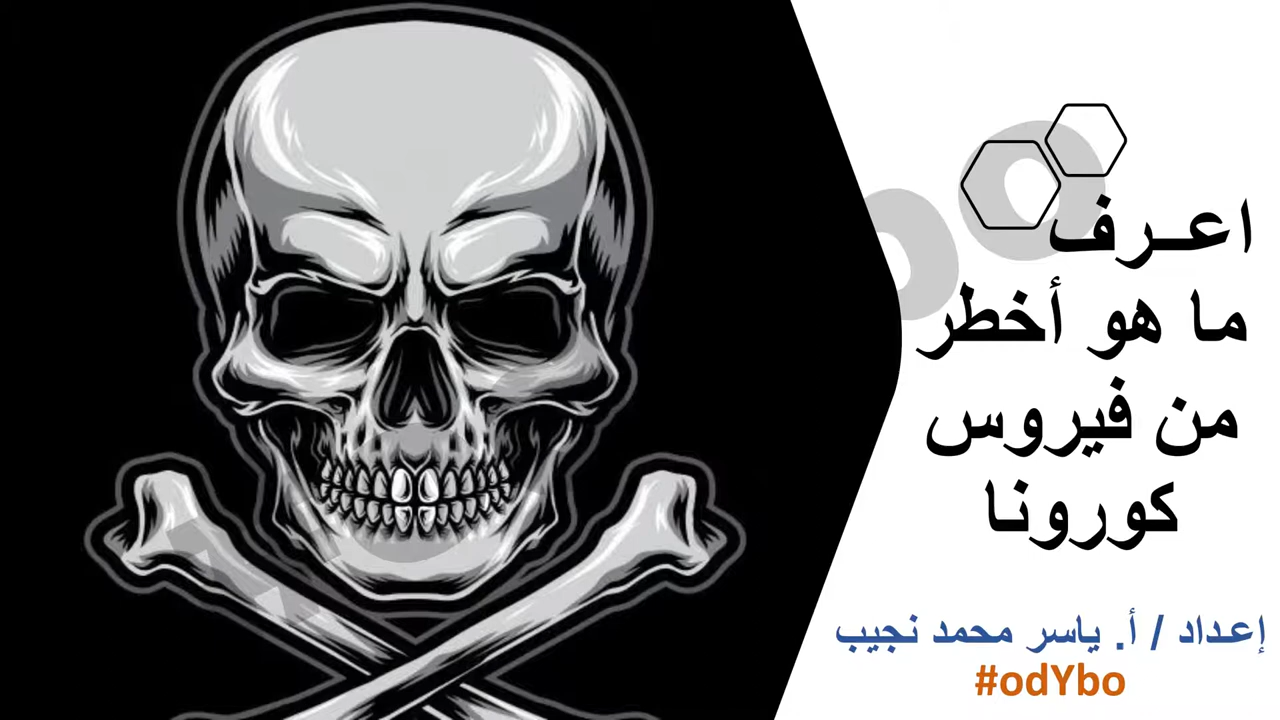 اعـرف
ما هو أخطر
من فيروس
كورونا
إعداد / أ. ياسر محمد نجيب
#odYbo